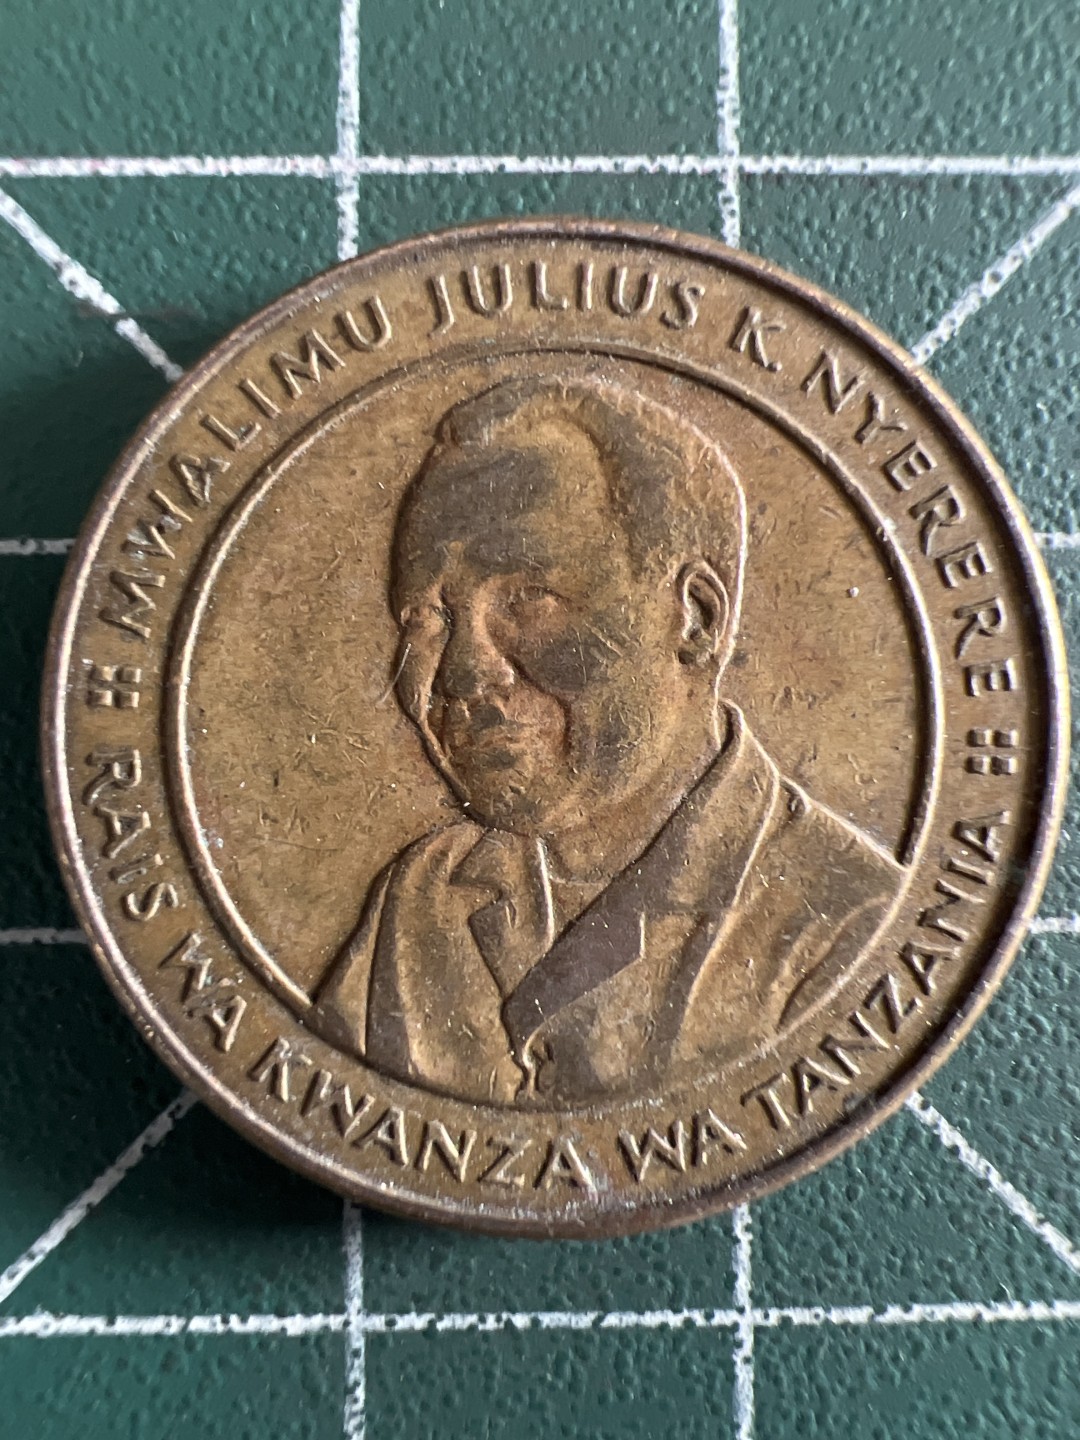 MWALIMU JULIUS K. NYERERE
RAIS WA KWANZA WA TANZANIA